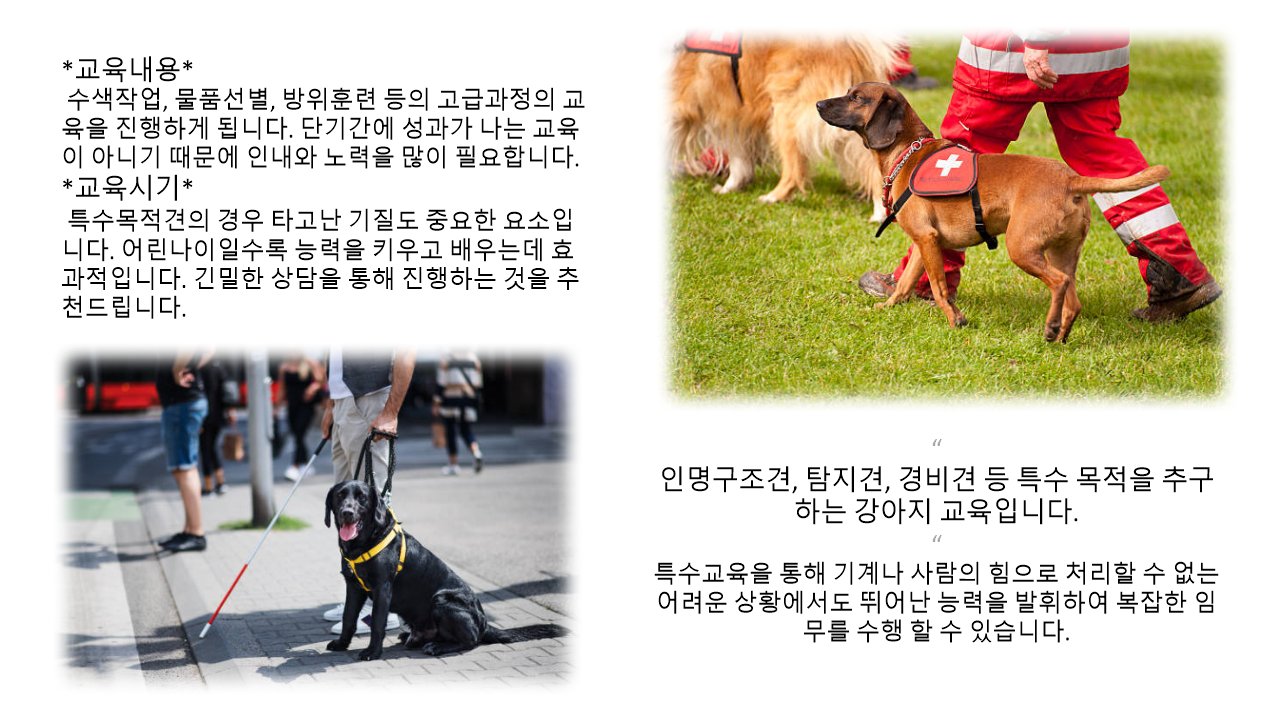 *교육내용*
수색작업, 물품선별, 방위훈련 등의 고급과정의 교
육을 진행하게 됩니다. 단기간에 성과가 나는 교육
이 아니기 때문에 인내와 노력을 많이 필요합니다.
*교육시기*
특수목적견의 경우 타고난 기질도 중요한 요소입
니다. 어린나이일수록 능력을 키우고 배우는데 효
과적입니다. 긴밀한 상담을 통해 진행하는 것을 추
천드립니다.
“
인명구조견, 탐지견, 경비견 등 특수 목적을 추구
하는 강아지 교육입니다.
“
특수교육을 통해 기계나 사람의 힘으로 처리할 수 없는
어려운 상황에서도 뛰어난 능력을 발휘하여 복잡한 임
무를 수행 할 수 있습니다.